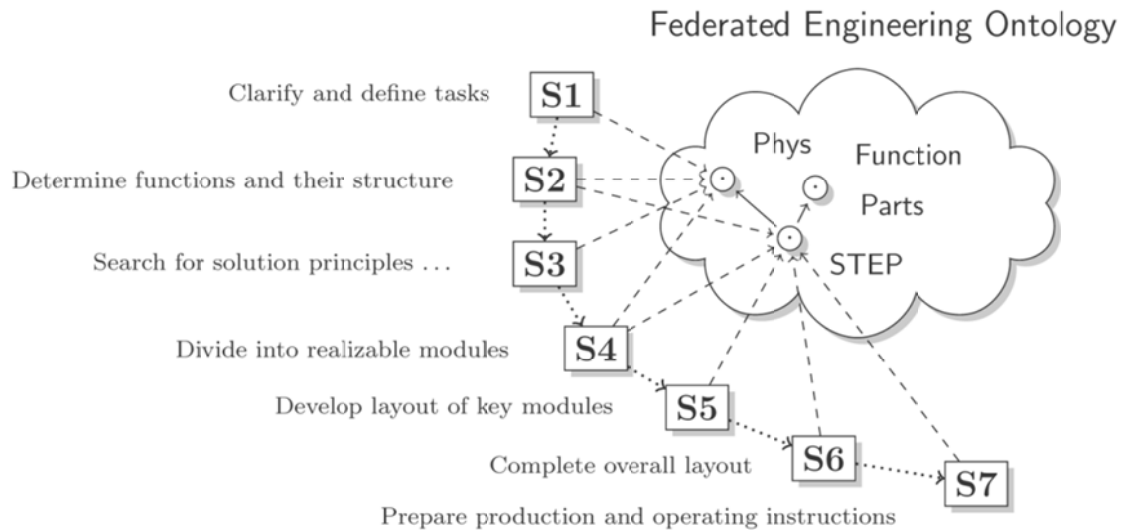 Federated Engineering Ontology
Clarify and define tasks
S1
Phys
Function
Determine functions and their structure
S2
Parts
Search for solution principles ...
S3
STEP
Divide into realizable modules
S4
Develop layout of key modules
S5
Complete overall layout
S6
S7
Prepare production and operating instructions